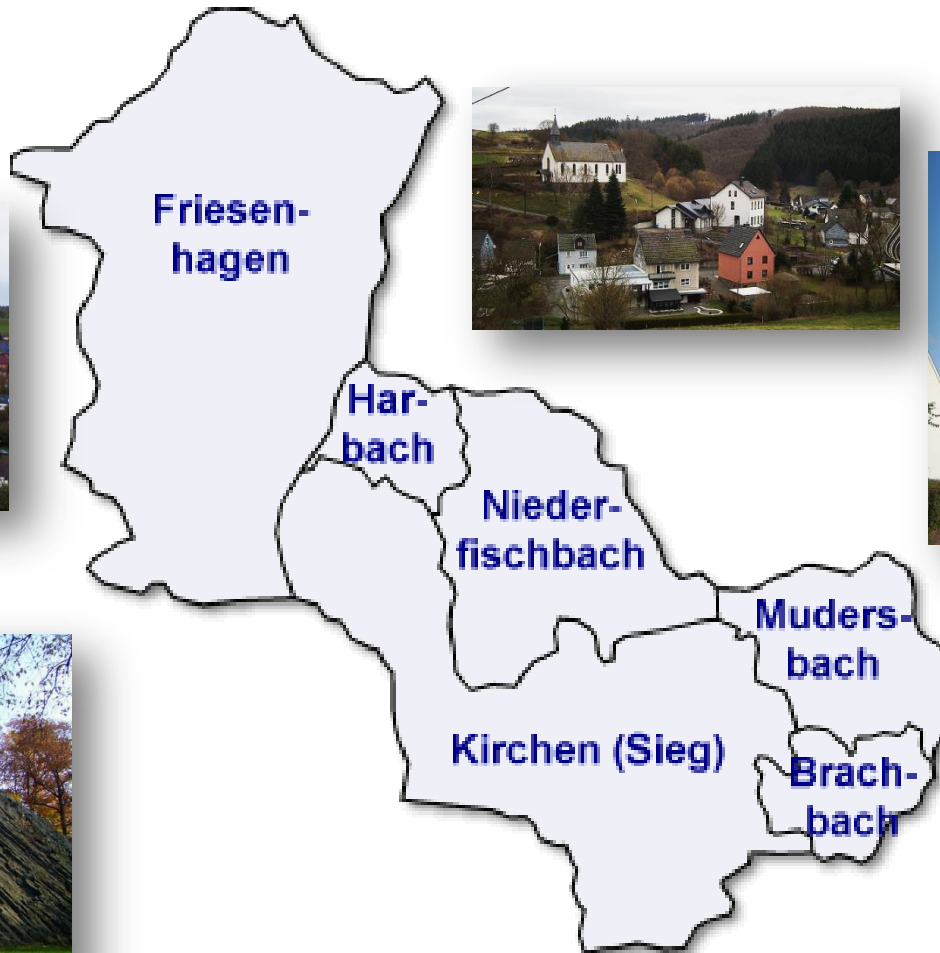 Friesen-
hagen
Har-
bach
Nieder-
fischbach
Muders-
bach
Kirchen (Sieg)
Brach-
bach